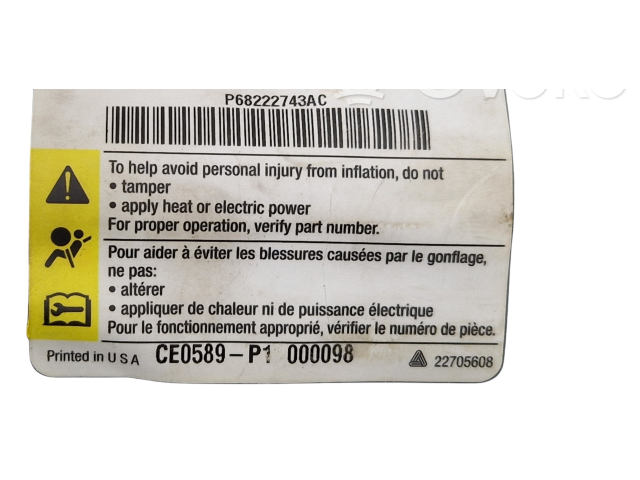 P68222743AC
To help avoid personal injury from inflation, do not
• tamper
• apply heat or electric power
For proper operation, verify part number.
Pour aider à éviter les blessures causées par le gonflage,
ne pas:
• altérer
• appliquer de chaleur ni de puissance électrique
Pour le fonctionnement approprié, vérifier le numéro de pièce.
Printed in U S A CE0589-P1 000098 22705608